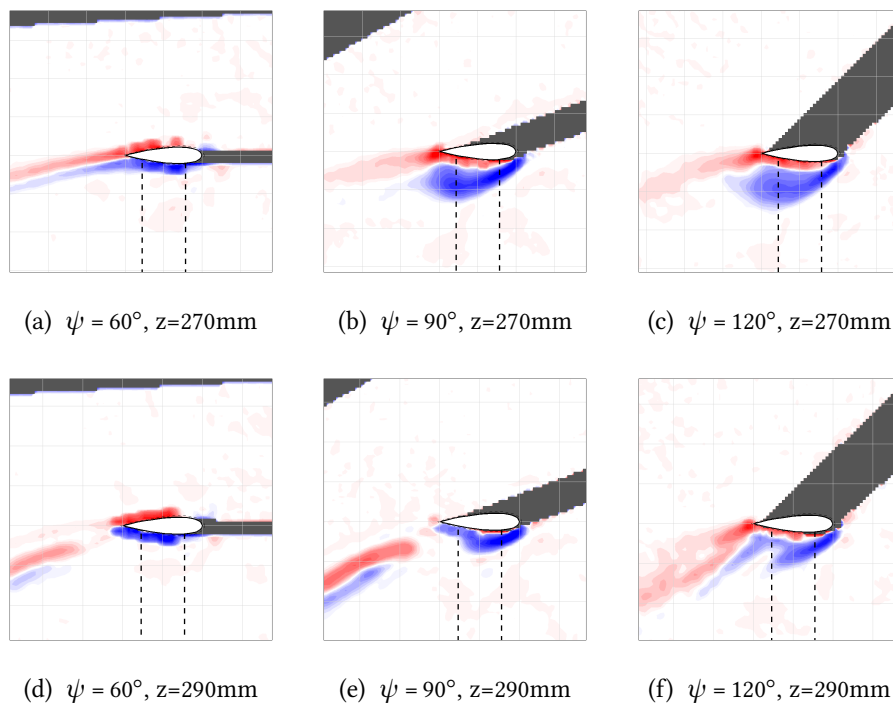 (a) ψ = 60°, z=270mm
(b) ψ = 90°, z=270mm
(c) ψ = 120°, z=270mm
(d) ψ = 60°, z=290mm
(e) ψ = 90°, z=290mm
(f) ψ = 120°, z=290mm